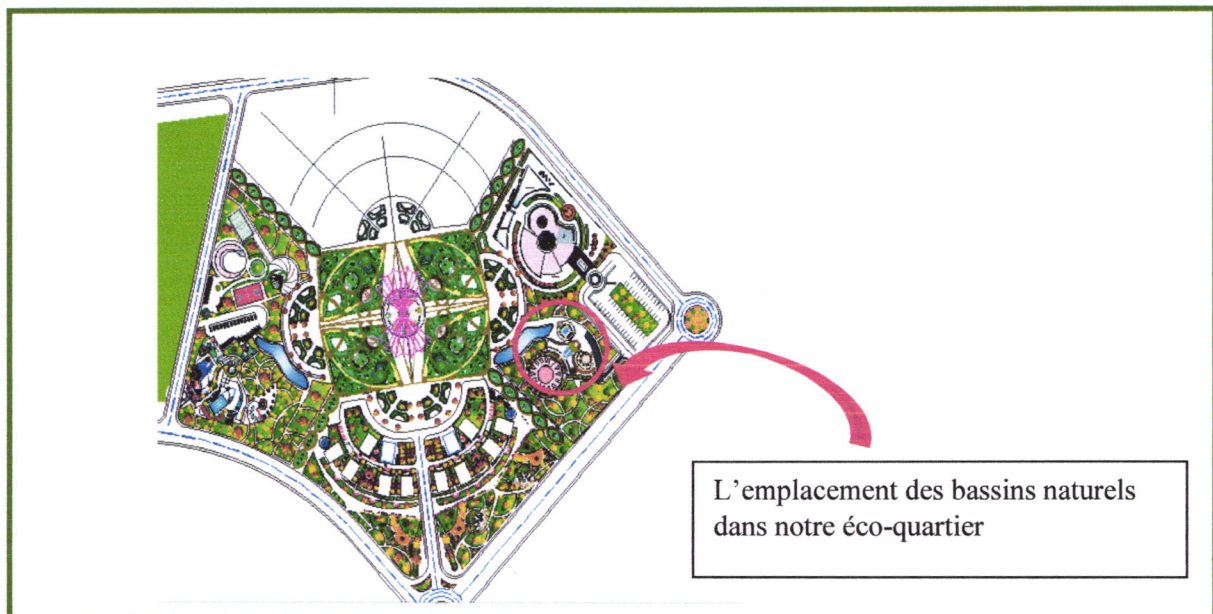 L’emplacement des bassins naturels
dans notre éco-quartier